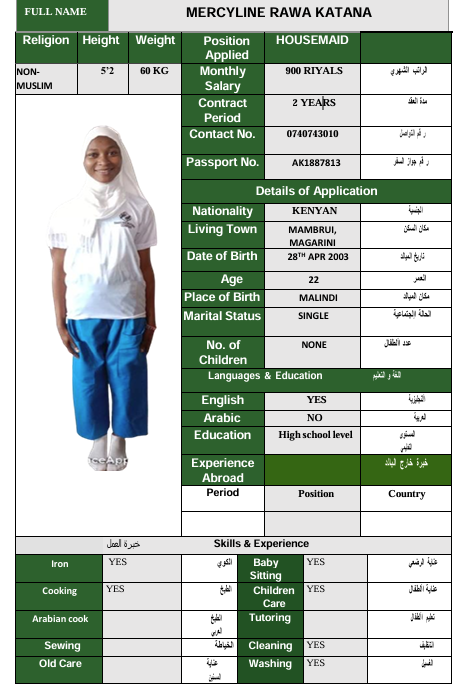 FULL NAME MERCYLINE RAWA KATANA
Religion Height Weight Position Applied HOUSEMAID
NON-MUSLIM 5'2 60 KG Monthly Salary 900 RIYALS الراتب الشهري
Contract Period 2 YEARS مدة العقد
Contact No. 0740743010 رقم التواصل
Passport No. AK1887813 رقم جواز السفر
Details of Application
Nationality KENYAN الجنسية
Living Town MAMBRUI, MAGARINI مكان السكن
Date of Birth 28TH APR 2003 تاريخ الميلاد
Age 22 العمر
Place of Birth MALINDI مكان الميلاد
Marital Status SINGLE الحالة الاجتماعية
No. of Children NONE عدد الطفال
Languages & Education اللغة و التعليم
English YES
Arabic NO العربية
Education High school level المستوى
Experience Abroad خبرة خارج البلاد
Period Position Country
خبرة العمل Skills & Experience
Iron YES الكوي Baby Sitting YES عناية الرضعي
Cooking YES الطبخ Children Care YES عناية الطفال
Arabian cook الطبخ العربي Tutoring تعليم الطفال
Sewing الخياطة Cleaning YES التنظيف
Old Care عناية المسنين Washing YES الغسيل